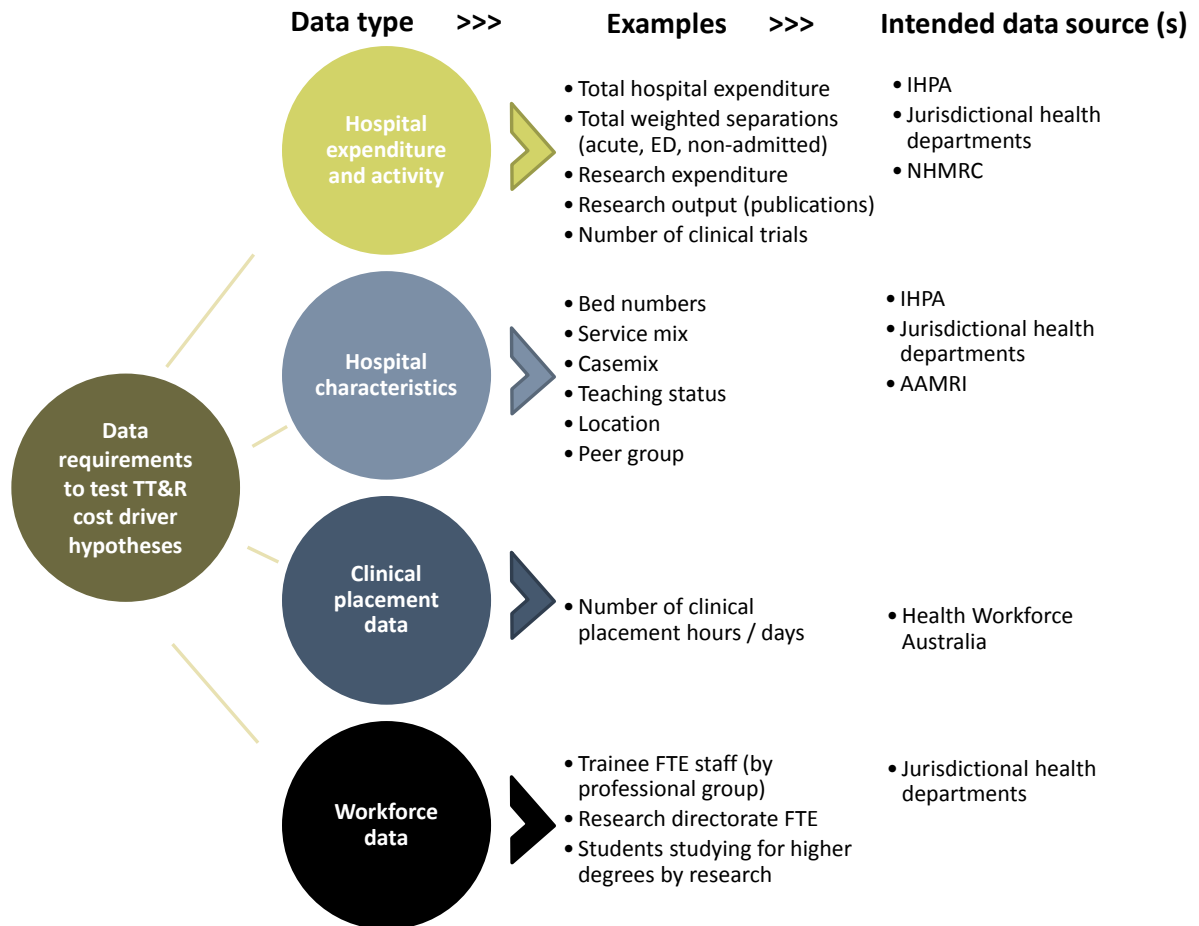 Data type >>> Examples >>> Intended data source (s)
Hospital
expenditure
and activity
• Total hospital expenditure
• Total weighted separations
(acute, ED, non-admitted)
• Research expenditure
• Research output (publications)
• Number of clinical trials
• IHPA
• Jurisdictional health
departments
• NHMRC
Hospital
characteristics
• Bed numbers
• Service mix
• Casemix
• Teaching status
• Location
• Peer group
• IHPA
• Jurisdictional health
departments
• AAMRI
Data
requirements
to test TT&R
cost driver
hypotheses
Clinical
placement
data
• Number of clinical
placement hours / days
• Health Workforce
Australia
Workforce
data
• Trainee FTE staff (by
professional group)
• Research directorate FTE
• Students studying for higher
degrees by research
• Jurisdictional health
departments